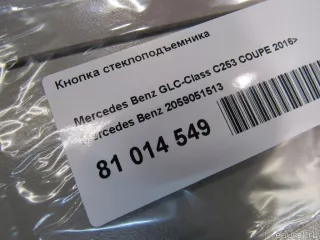 Кнопка стеклоподъемника
Mercedes Benz GLC-Class C253 COUPE 2016>
Mercedes Benz 2059051513
81 014 549